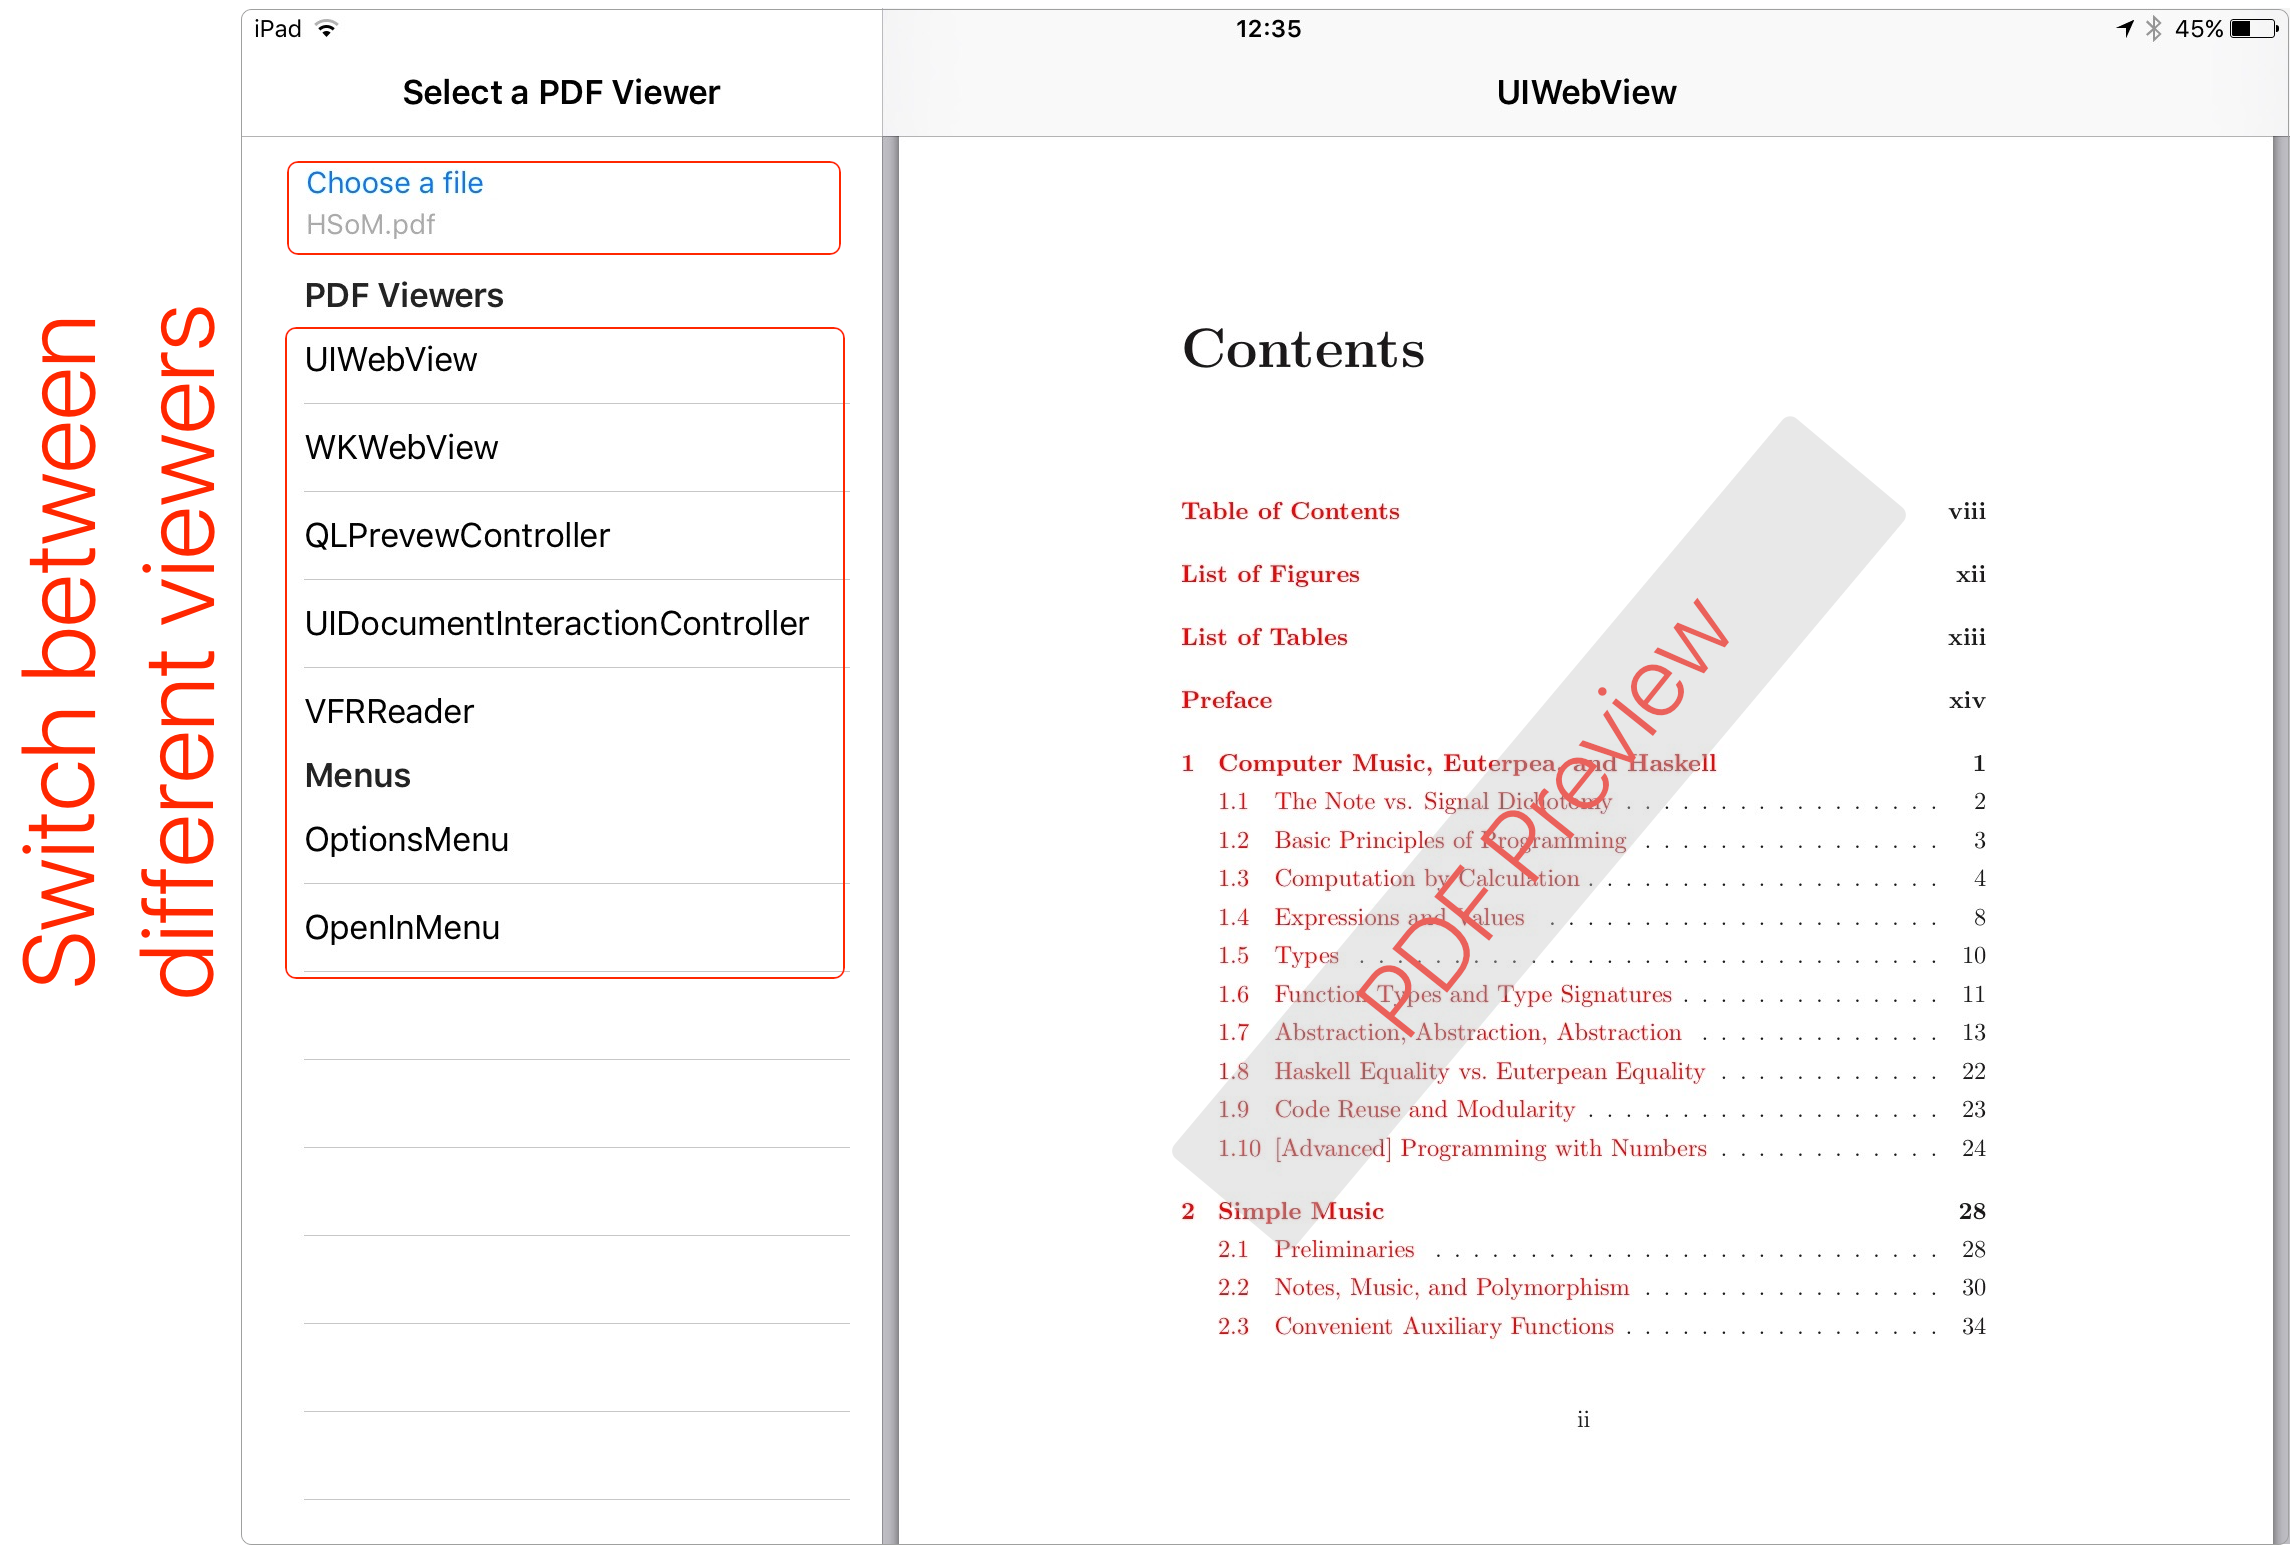 Switch between
different viewers
iPad
12:35
45%
Select a PDF Viewer
UIWebView
Choose a file
HSoM.pdf
PDF Viewers
UIWebView
WKWebView
QLPrevewController
UIDocumentInteractionController
VFRReader
Menus
OptionsMenu
OpenInMenu
Contents
Table of Contents viii
List of Figures xii
List of Tables xiii
Preface xiv
1 Computer Music, Euterpea, and Haskell 1
1.1 The Note vs. Signal Dichotomy . . . . . . . . . . . . . . . . . 2
1.2 Basic Principles of Programming . . . . . . . . . . . . . . . . 3
1.3 Computation by Calculation . . . . . . . . . . . . . . . . . . . 4
1.4 Expressions and Values . . . . . . . . . . . . . . . . . . . . . 8
1.5 Types . . . . . . . . . . . . . . . . . . . . . . . . . . . . . . . 10
1.6 Function Types and Type Signatures . . . . . . . . . . . . . . 11
1.7 Abstraction, Abstraction, Abstraction . . . . . . . . . . . . . 13
1.8 Haskell Equality vs. Euterpean Equality . . . . . . . . . . . . 22
1.9 Code Reuse and Modularity . . . . . . . . . . . . . . . . . . . 23
1.10 [Advanced] Programming with Numbers . . . . . . . . . . . . 24
2 Simple Music 28
2.1 Preliminaries . . . . . . . . . . . . . . . . . . . . . . . . . . . 28
2.2 Notes, Music, and Polymorphism . . . . . . . . . . . . . . . . 30
2.3 Convenient Auxiliary Functions . . . . . . . . . . . . . . . . . 34
ii
PDF Preview